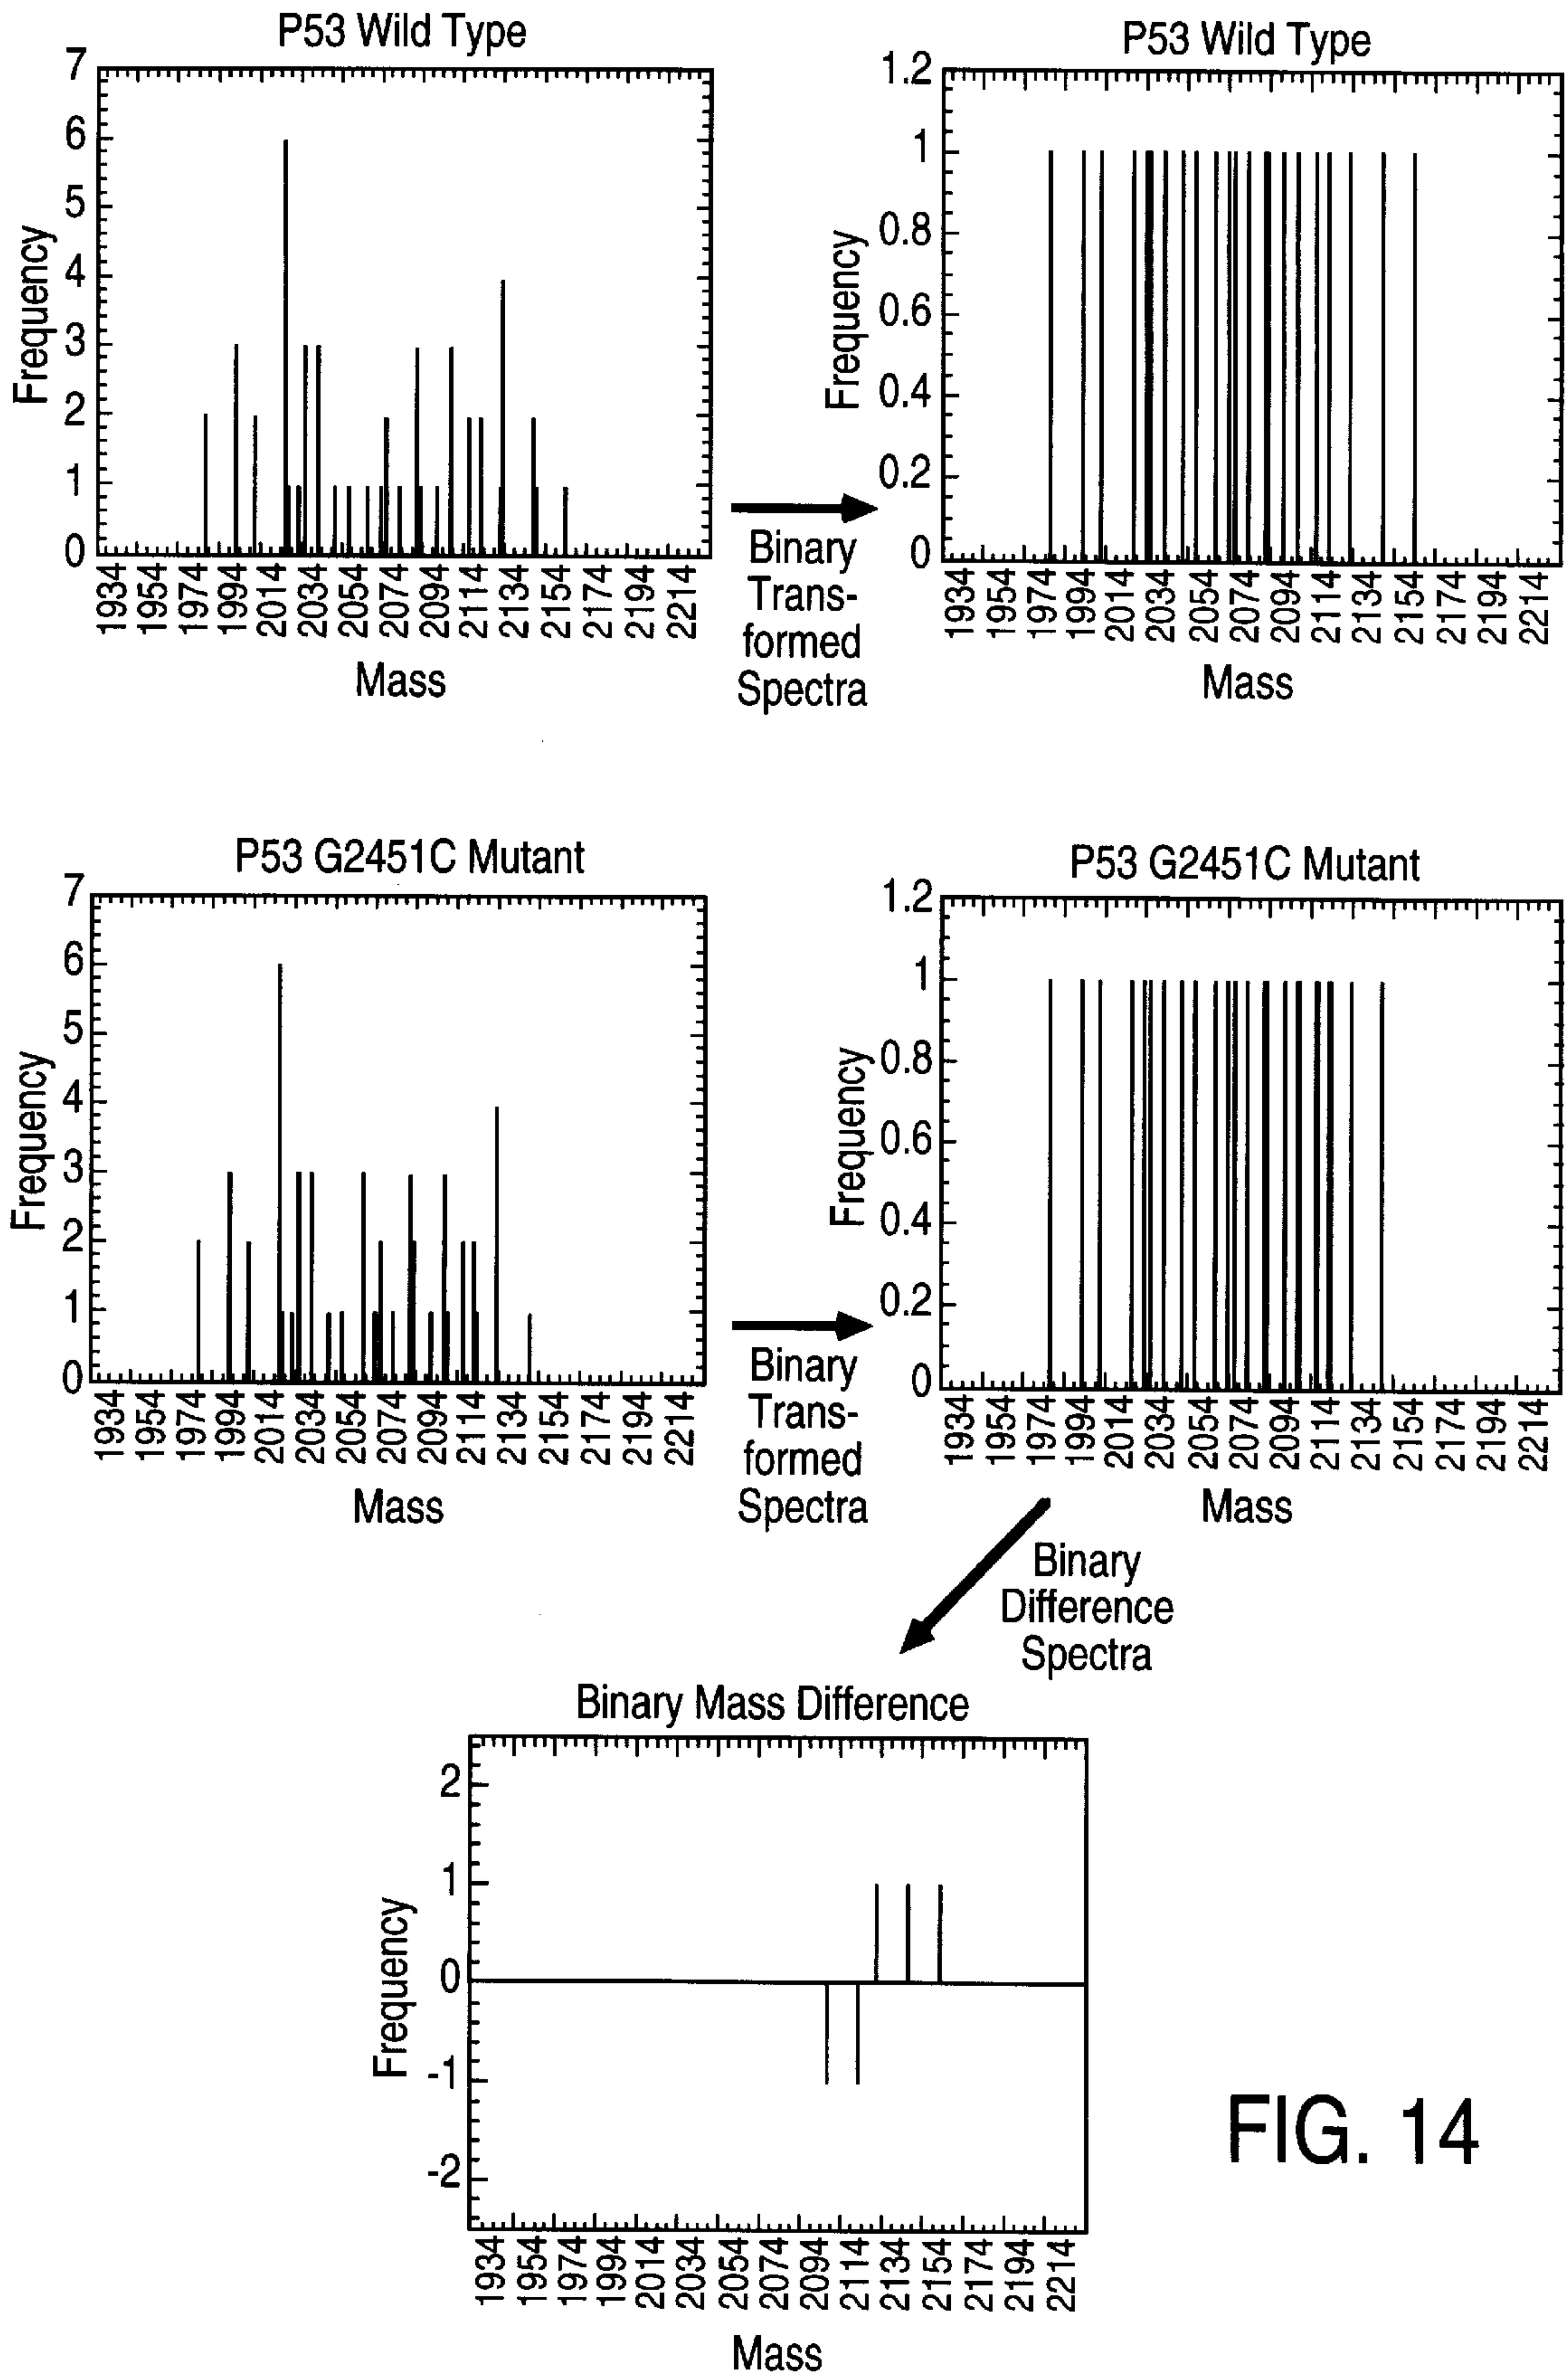 P53 Wild Type
7
6
5
4
3
2
1
0
Frequency
1934 1954 1974 1994 2014 2034 2054 2074 2094 2114 2134 2154 2174 2194 2214
Mass
Binary
Trans-
formed
Spectra
P53 Wild Type
1.2
1
0.8
0.6
0.4
0.2
0
Frequency
1934 1954 1974 1994 2014 2034 2054 2074 2094 2114 2134 2154 2174 2194 2214
Mass
P53 G2451C Mutant
7
6
5
4
3
2
1
0
Frequency
1934 1954 1974 1994 2014 2034 2054 2074 2094 2114 2134 2154 2174 2194 2214
Mass
Binary
Trans-
formed
Spectra
P53 G2451C Mutant
1.2
1
0.8
0.6
0.4
0.2
0
Frequency
1934 1954 1974 1994 2014 2034 2054 2074 2094 2114 2134 2154 2174 2194 2214
Mass
Binary
Difference
Spectra
Binary Mass Difference
2
1
0
-1
-2
Frequency
1934 1954 1974 1994 2014 2034 2054 2074 2094 2114 2134 2154 2174 2194 2214
Mass
FIG. 14